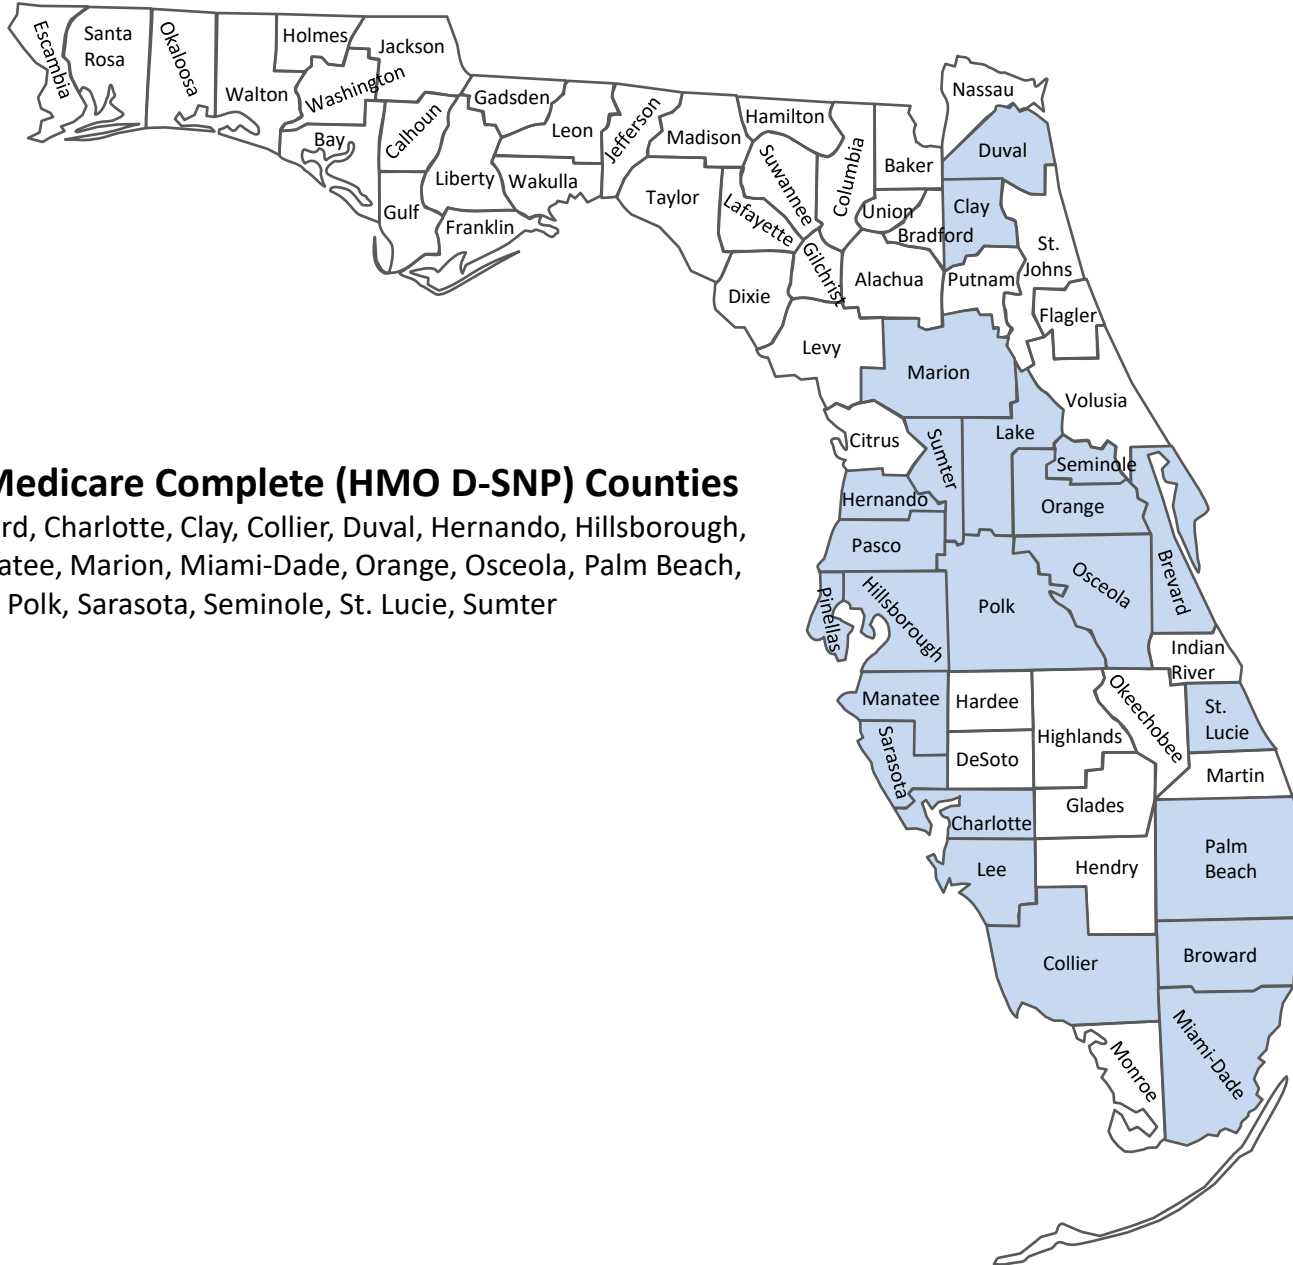 Escambia
Santa
Rosa
Okaloosa
Walton
Holmes
Washington
Jackson
Bay
Calhoun
Gulf
Gadsden
Liberty
Franklin
Leon
Wakulla
Jefferson
Madison
Taylor
Hamilton
Suwannee
Lafayette
Dixie
Columbia
Gilchrist
Baker
Union
Bradford
Alachua
Levy
Nassau
Duval
Clay
St.
Johns
Putnam
Flagler
Marion
Volusia
Citrus
Sumter
Lake
Seminole
Hernando
Orange
Pasco
Pinellas
Hillsborough
Polk
Osceola
Brevard
Indian
River
Manatee
Hardee
Highlands
Okeechobee
St.
Lucie
Sarasota
DeSoto
Martin
Charlotte
Glades
Lee
Hendry
Palm
Beach
Collier
Broward
Monroe
Miami-Dade
Medicare Complete (HMO D-SNP) Counties
Charlotte, Clay, Collier, Duval, Hernando, Hillsborough,
Marion, Miami-Dade, Orange, Osceola, Palm Beach,
Polk, Sarasota, Seminole, St. Lucie, Sumter